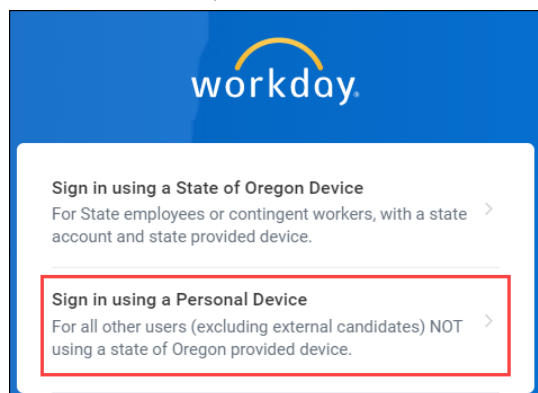 workday.
Sign in using a State of Oregon Device
For State employees or contingent workers, with a state
account and state provided device.
Sign in using a Personal Device
For all other users (excluding external candidates) NOT
using a state of Oregon provided device.